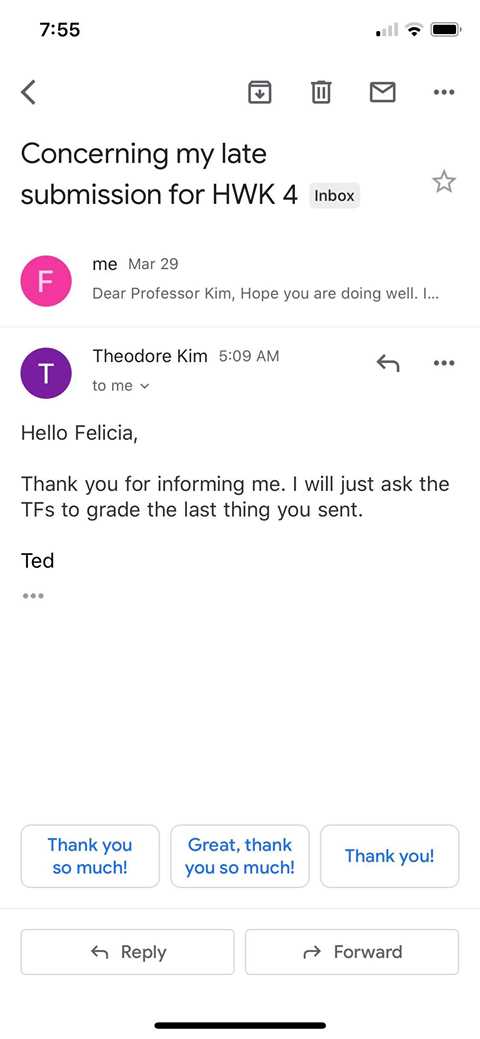 7:55
Concerning my late
submission for HWK 4 Inbox
F
me Mar 29
Dear Professor Kim, Hope you are doing well. I...
T
Theodore Kim 5:09 AM
to me
Hello Felicia,
Thank you for informing me. I will just ask the
TFs to grade the last thing you sent.
Ted
Thank you
so much!
Great, thank
you so much!
Thank you!
Reply
Forward